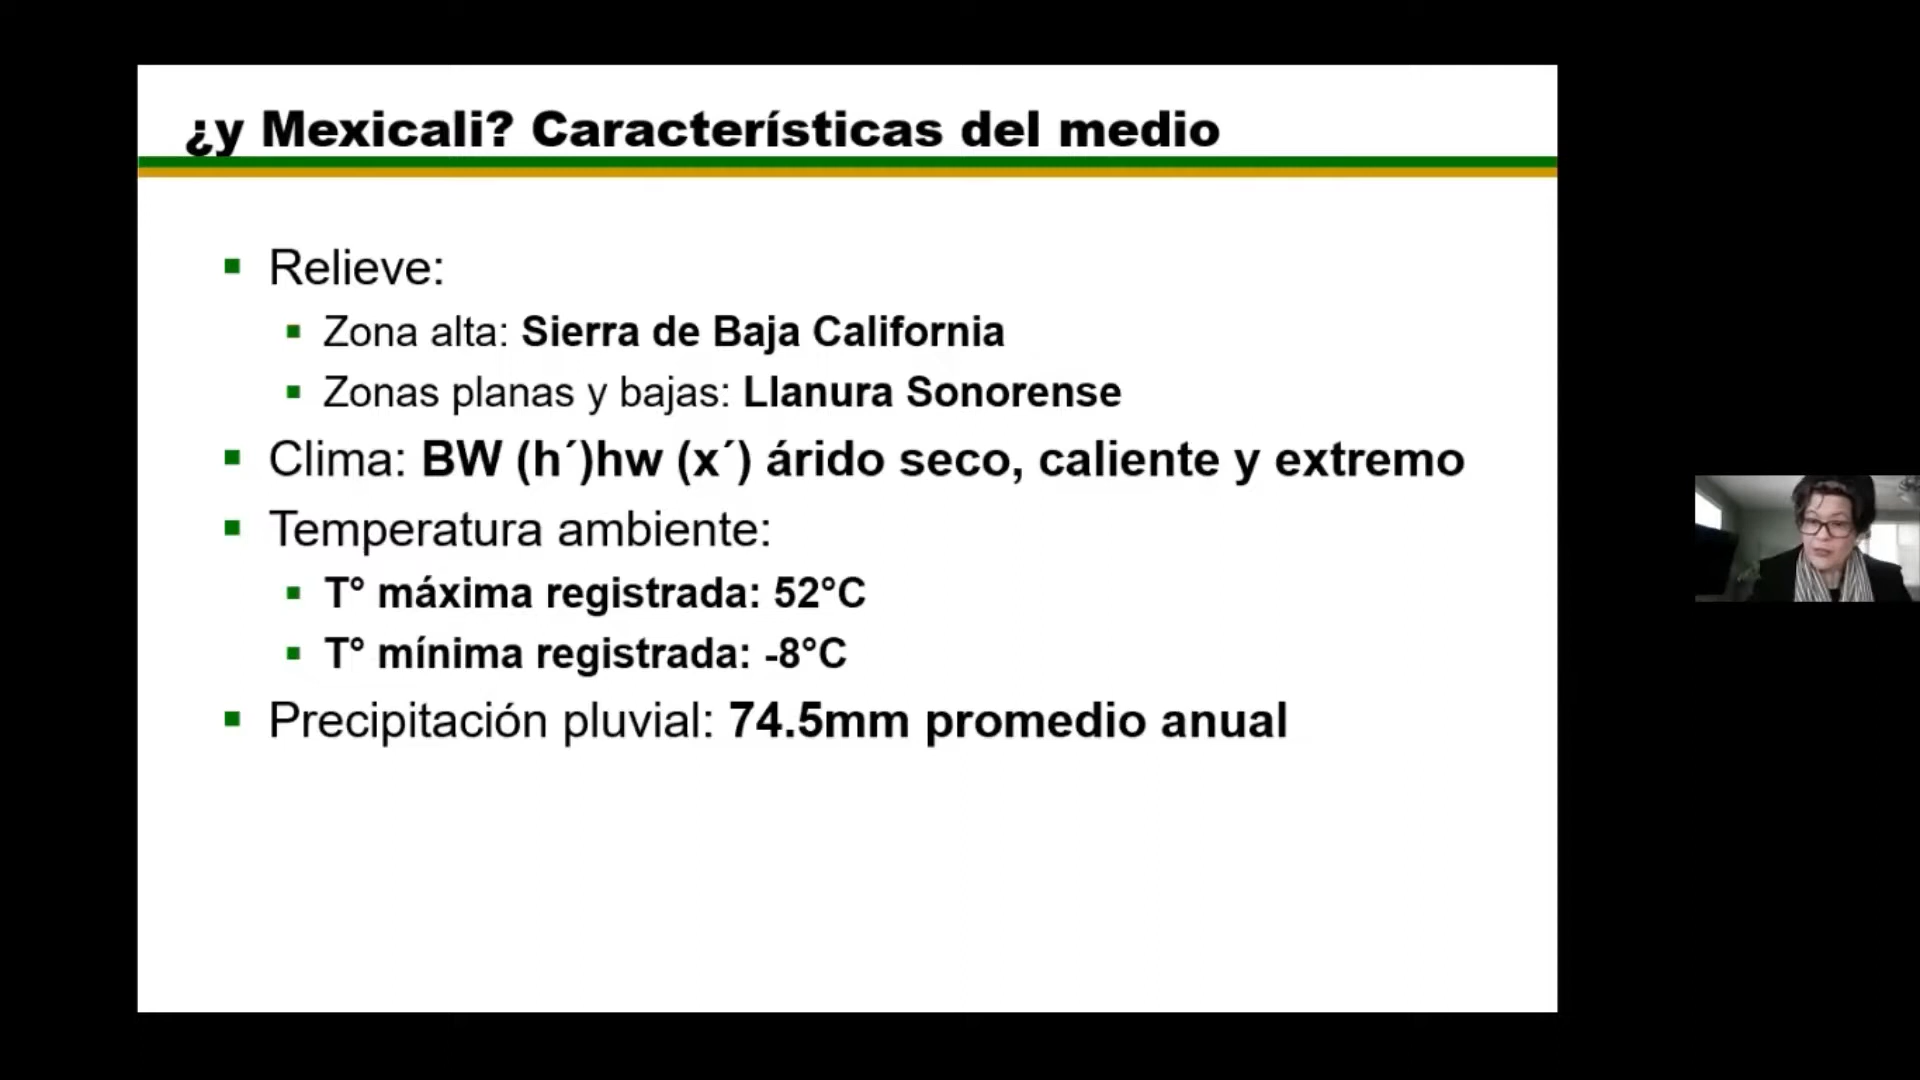 ¿y Mexicali? Características del medio
Relieve:
Zona alta: Sierra de Baja California
Zonas planas y bajas: Llanura Sonorense
Clima: BW (h´)hw (x´) árido seco, caliente y extremo
Temperatura ambiente:
T° máxima registrada: 52°C
T° mínima registrada: -8°C
Precipitación pluvial: 74.5mm promedio anual